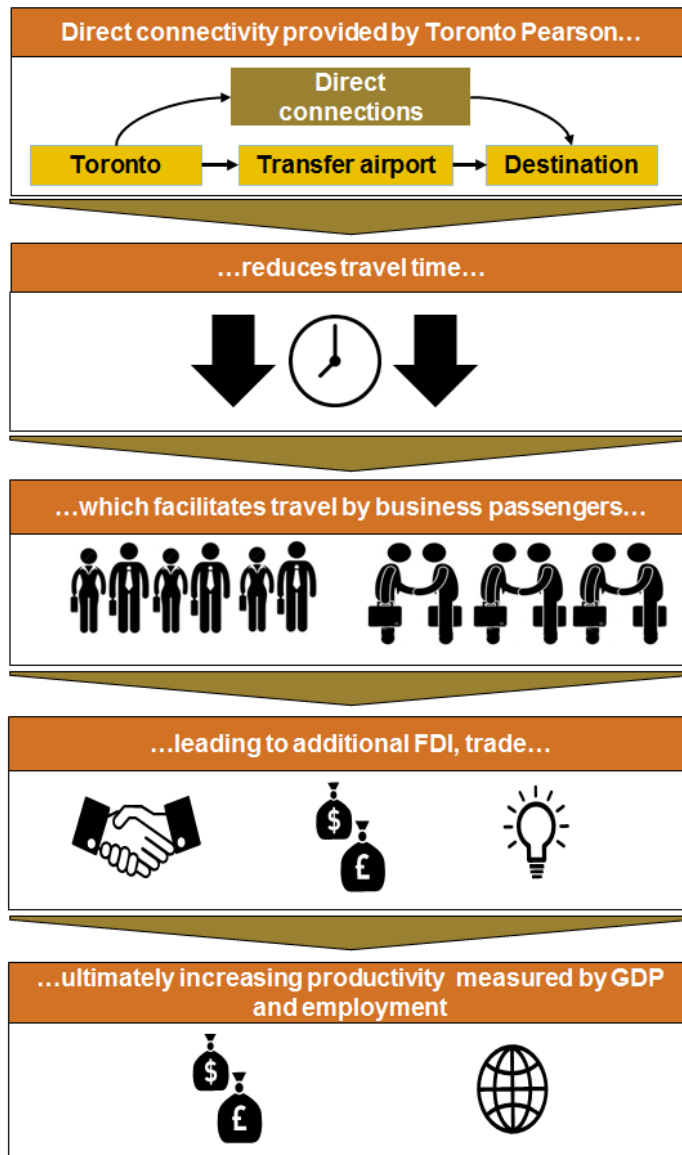 Direct connectivity provided by Toronto Pearson…
Direct
connections
Toronto
Transfer airport
Destination
…reduces travel time…
…which facilitates travel by business passengers…
…leading to additional FDI, trade…
$
£
…ultimately increasing productivity measured by GDP
and employment
$
£